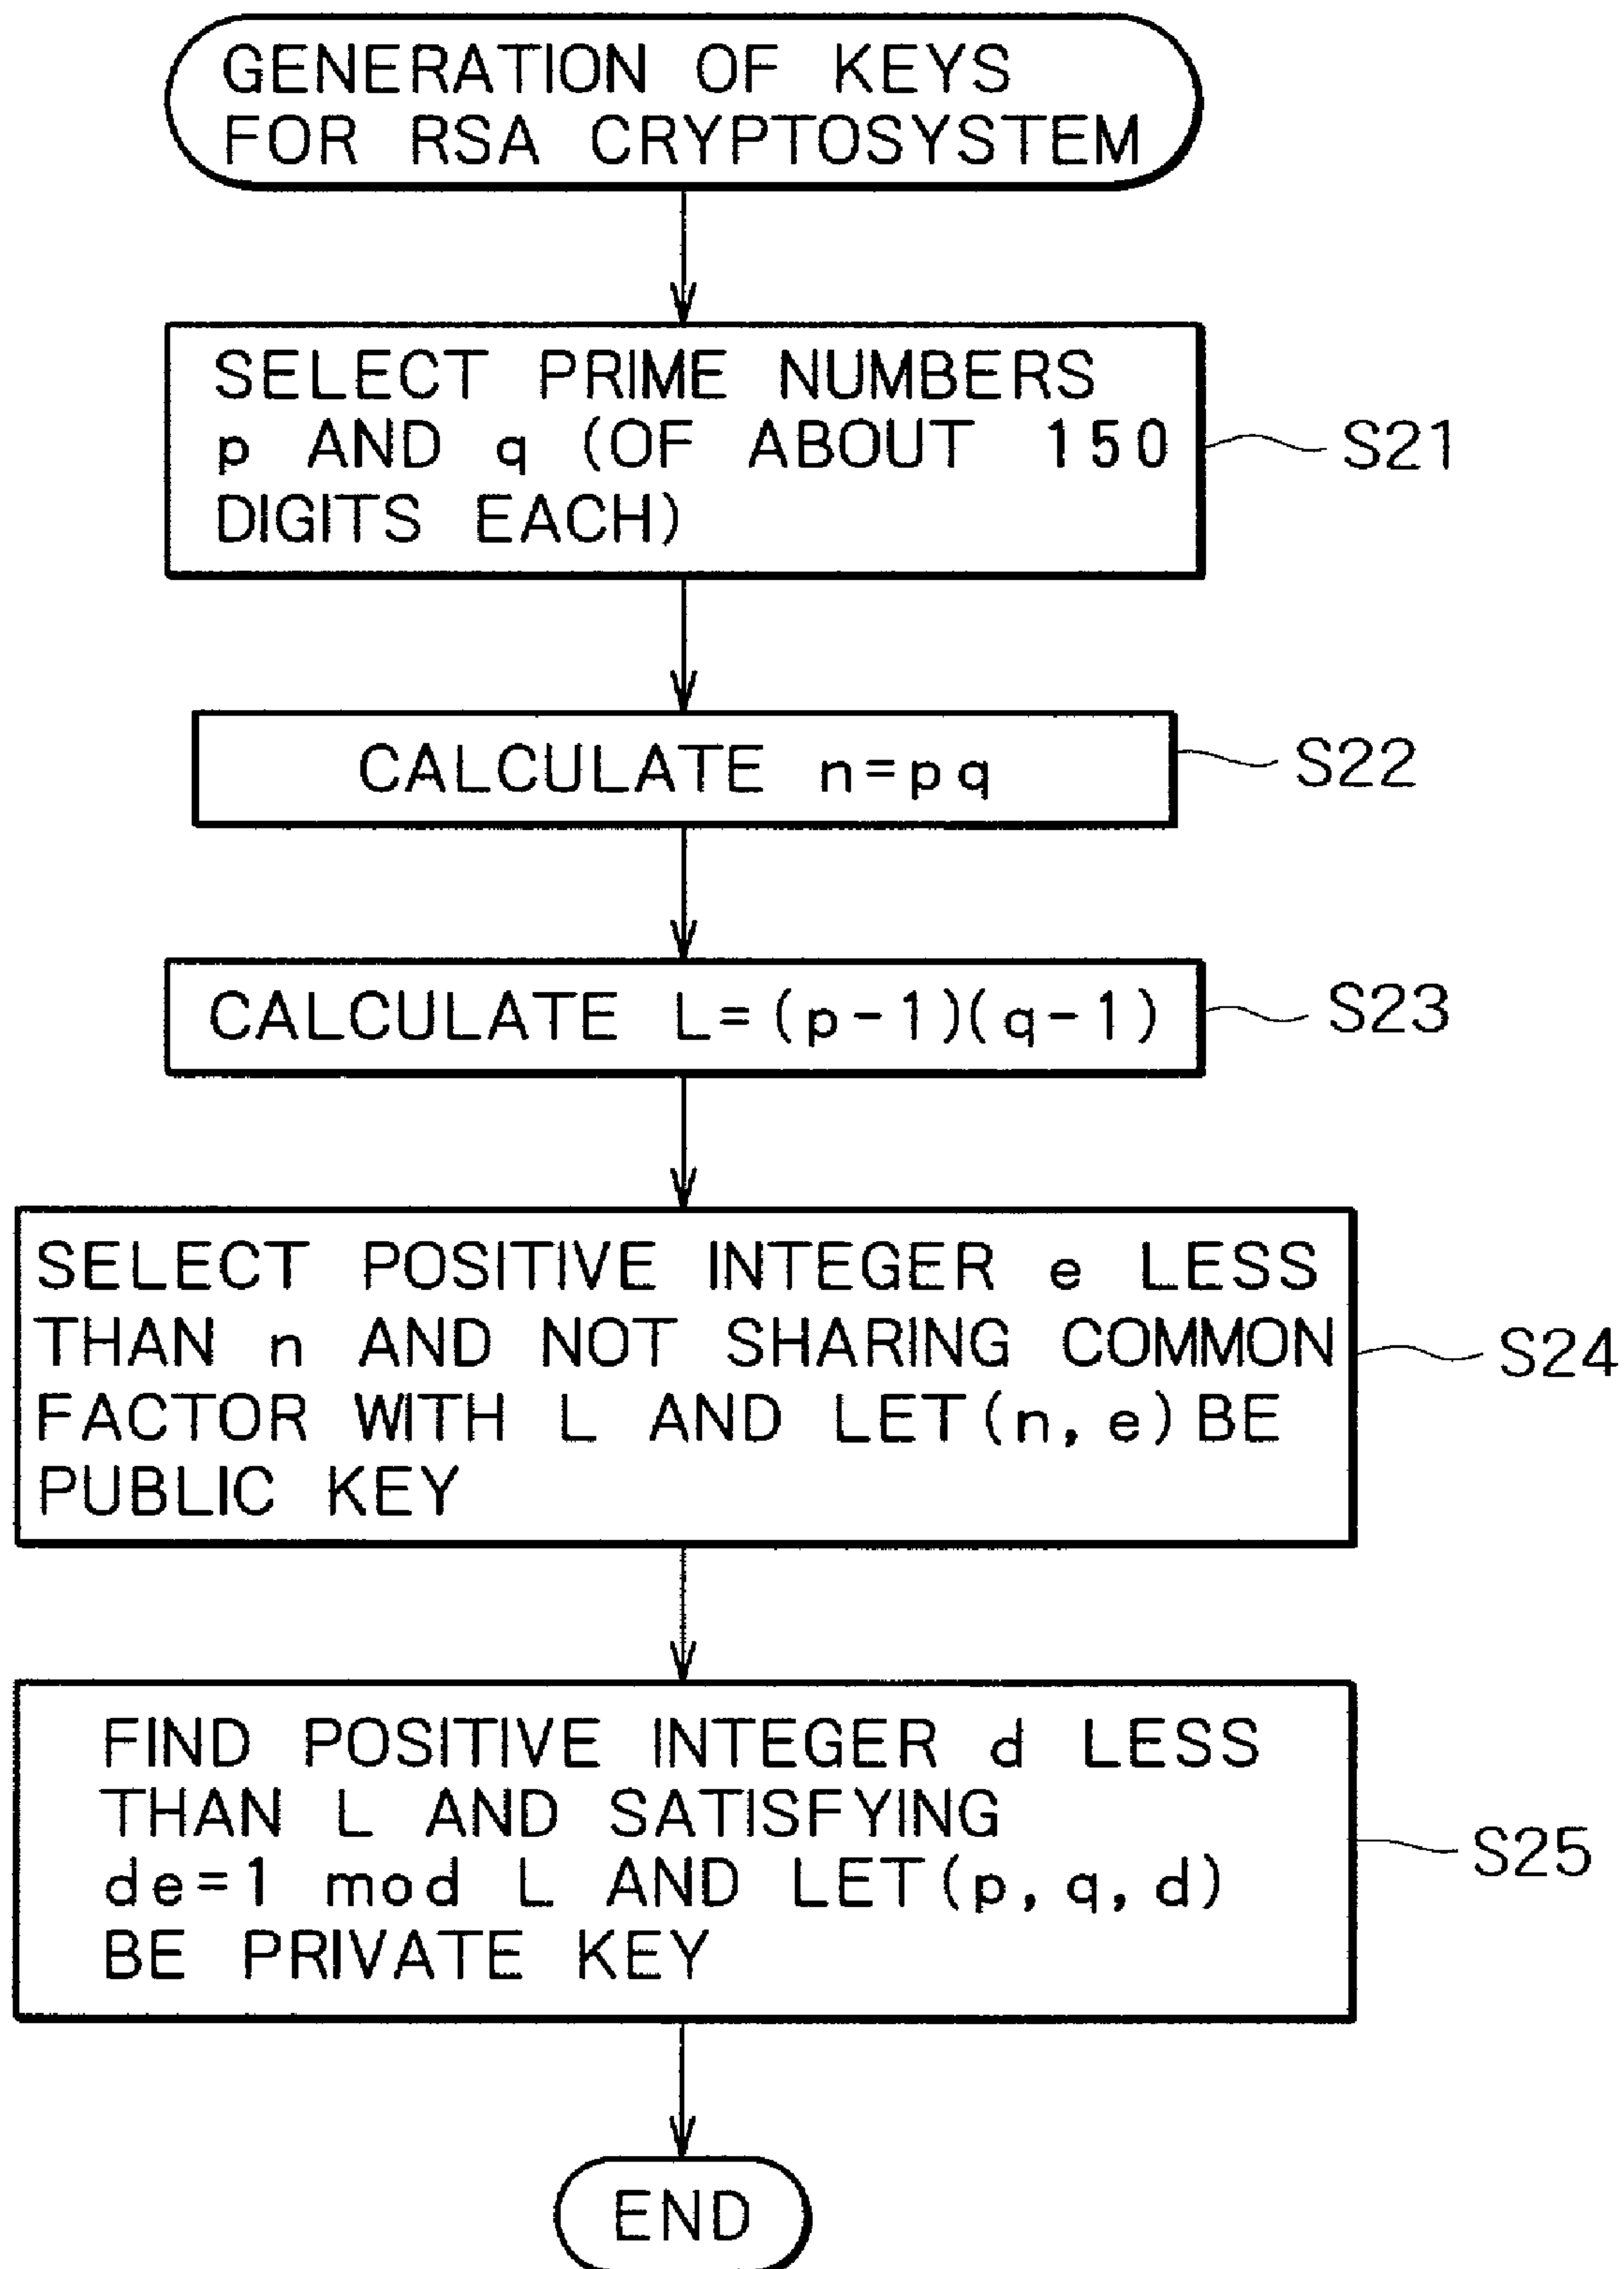 GENERATION OF KEYS
FOR RSA CRYPTOSYSTEM
SELECT PRIME NUMBERS
p AND q (OF ABOUT 150
DIGITS EACH)
S21
CALCULATE n=pq
S22
CALCULATE L=(p-1)(q-1)
S23
SELECT POSITIVE INTEGER e LESS
THAN n AND NOT SHARING COMMON
FACTOR WITH L AND LET(n,e)BE
PUBLIC KEY
S24
FIND POSITIVE INTEGER d LESS
THAN L AND SATISFYING
de=1 mod L AND LET(p,q,d)
BE PRIVATE KEY
S25
END